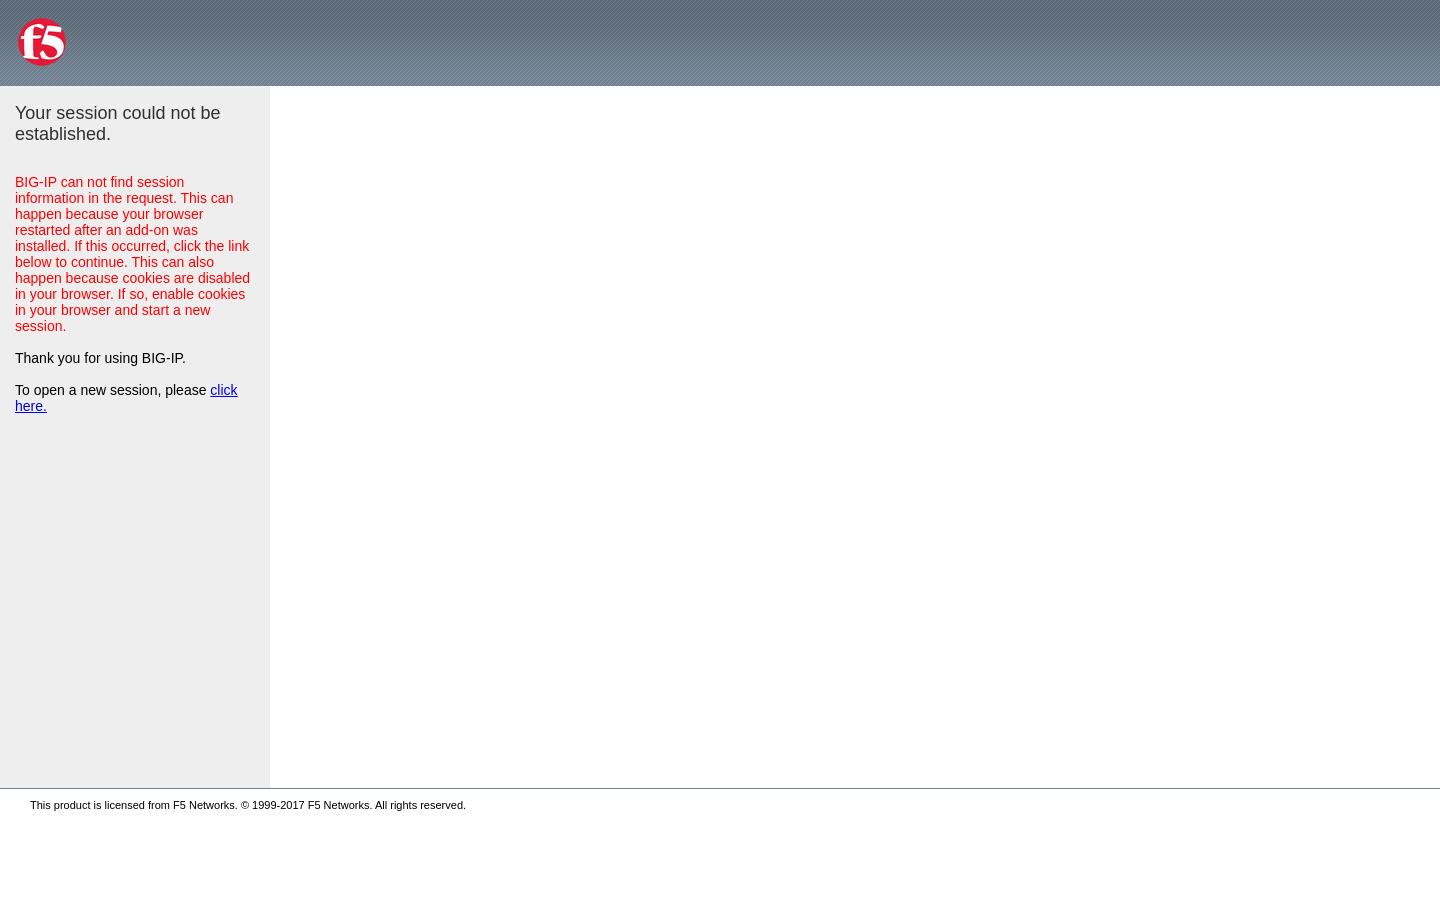 f5
Your session could not be
established.
BIG-IP can not find session
information in the request. This can
happen because your browser
restarted after an add-on was
installed. If this occurred, click the link
below to continue. This can also
happen because cookies are disabled
in your browser. If so, enable cookies
in your browser and start a new
session.
Thank you for using BIG-IP.
To open a new session, please click
here.
This product is licensed from F5 Networks. © 1999-2017 F5 Networks. All rights reserved.